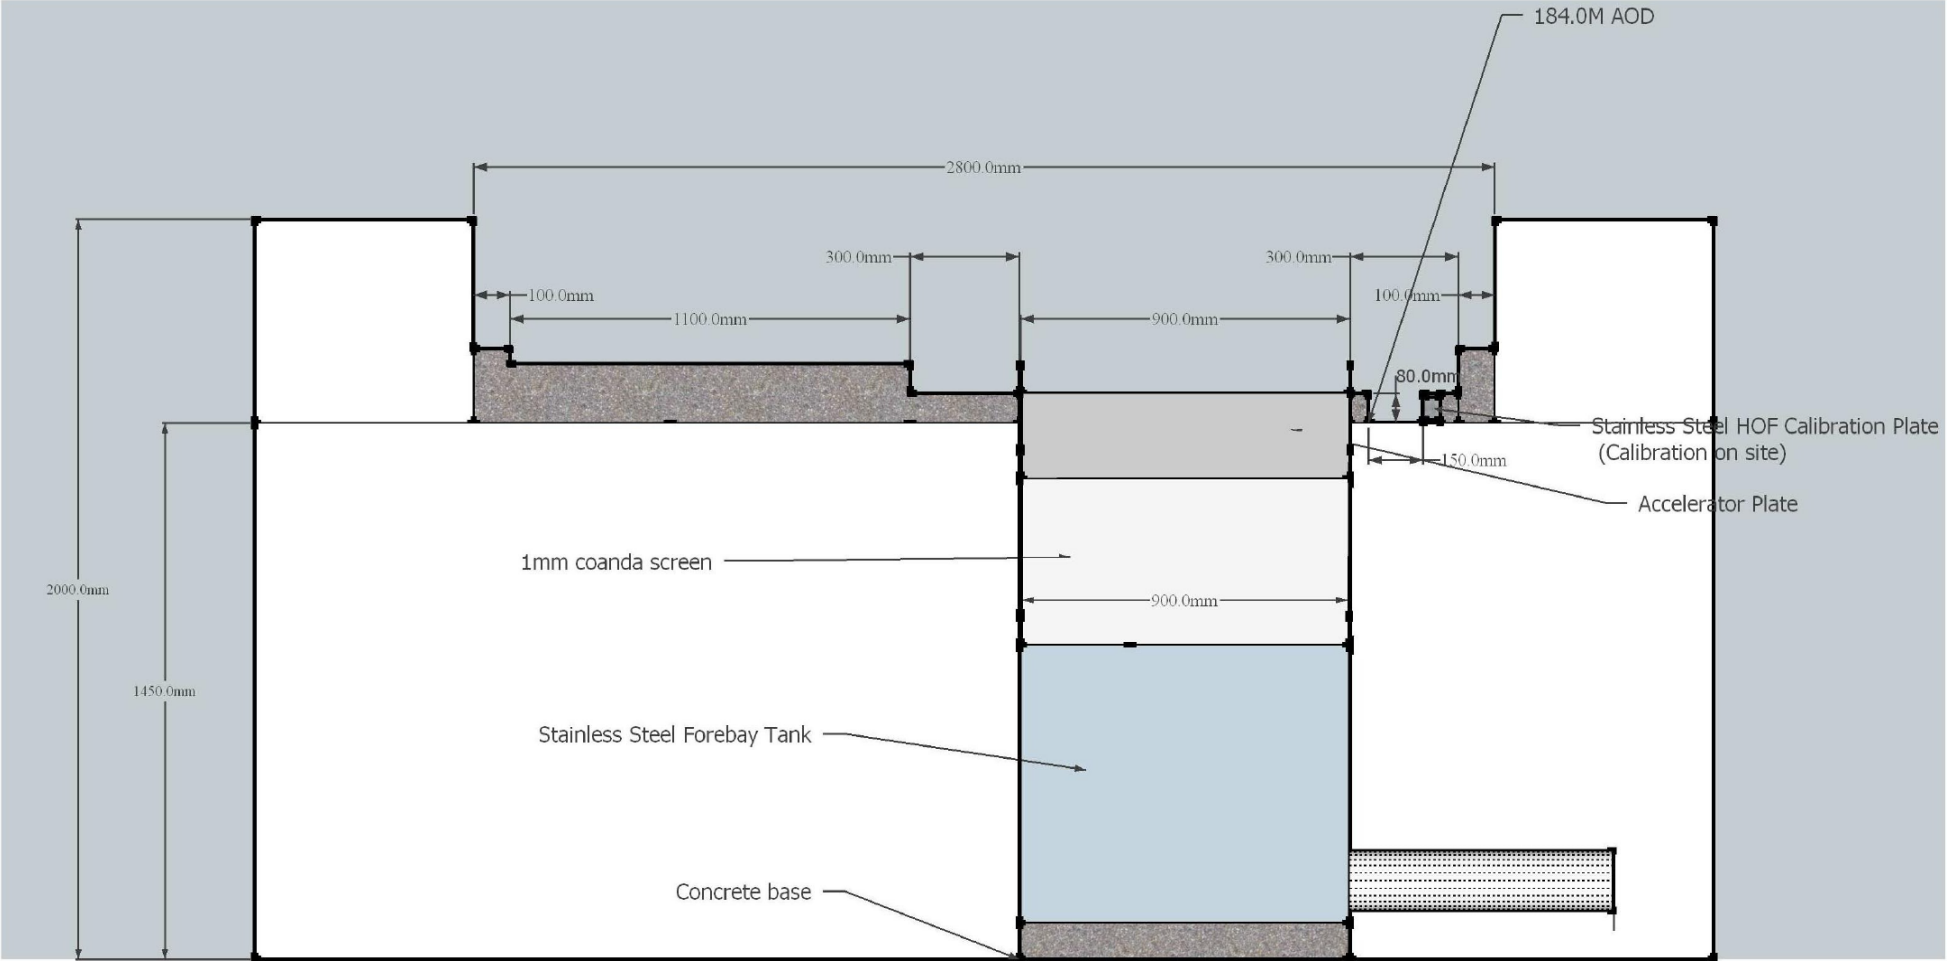 184.0M AOD
2800.0mm
300.0mm
300.0mm
100.0mm
100.0mm
1100.0mm
900.0mm
80.0mm
Stainless Steel HOF Calibration Plate
(Calibration on site)
150.0mm
Accelerator Plate
1mm coanda screen
2000.0mm
900.0mm
1450.0mm
Stainless Steel Forebay Tank
Concrete base